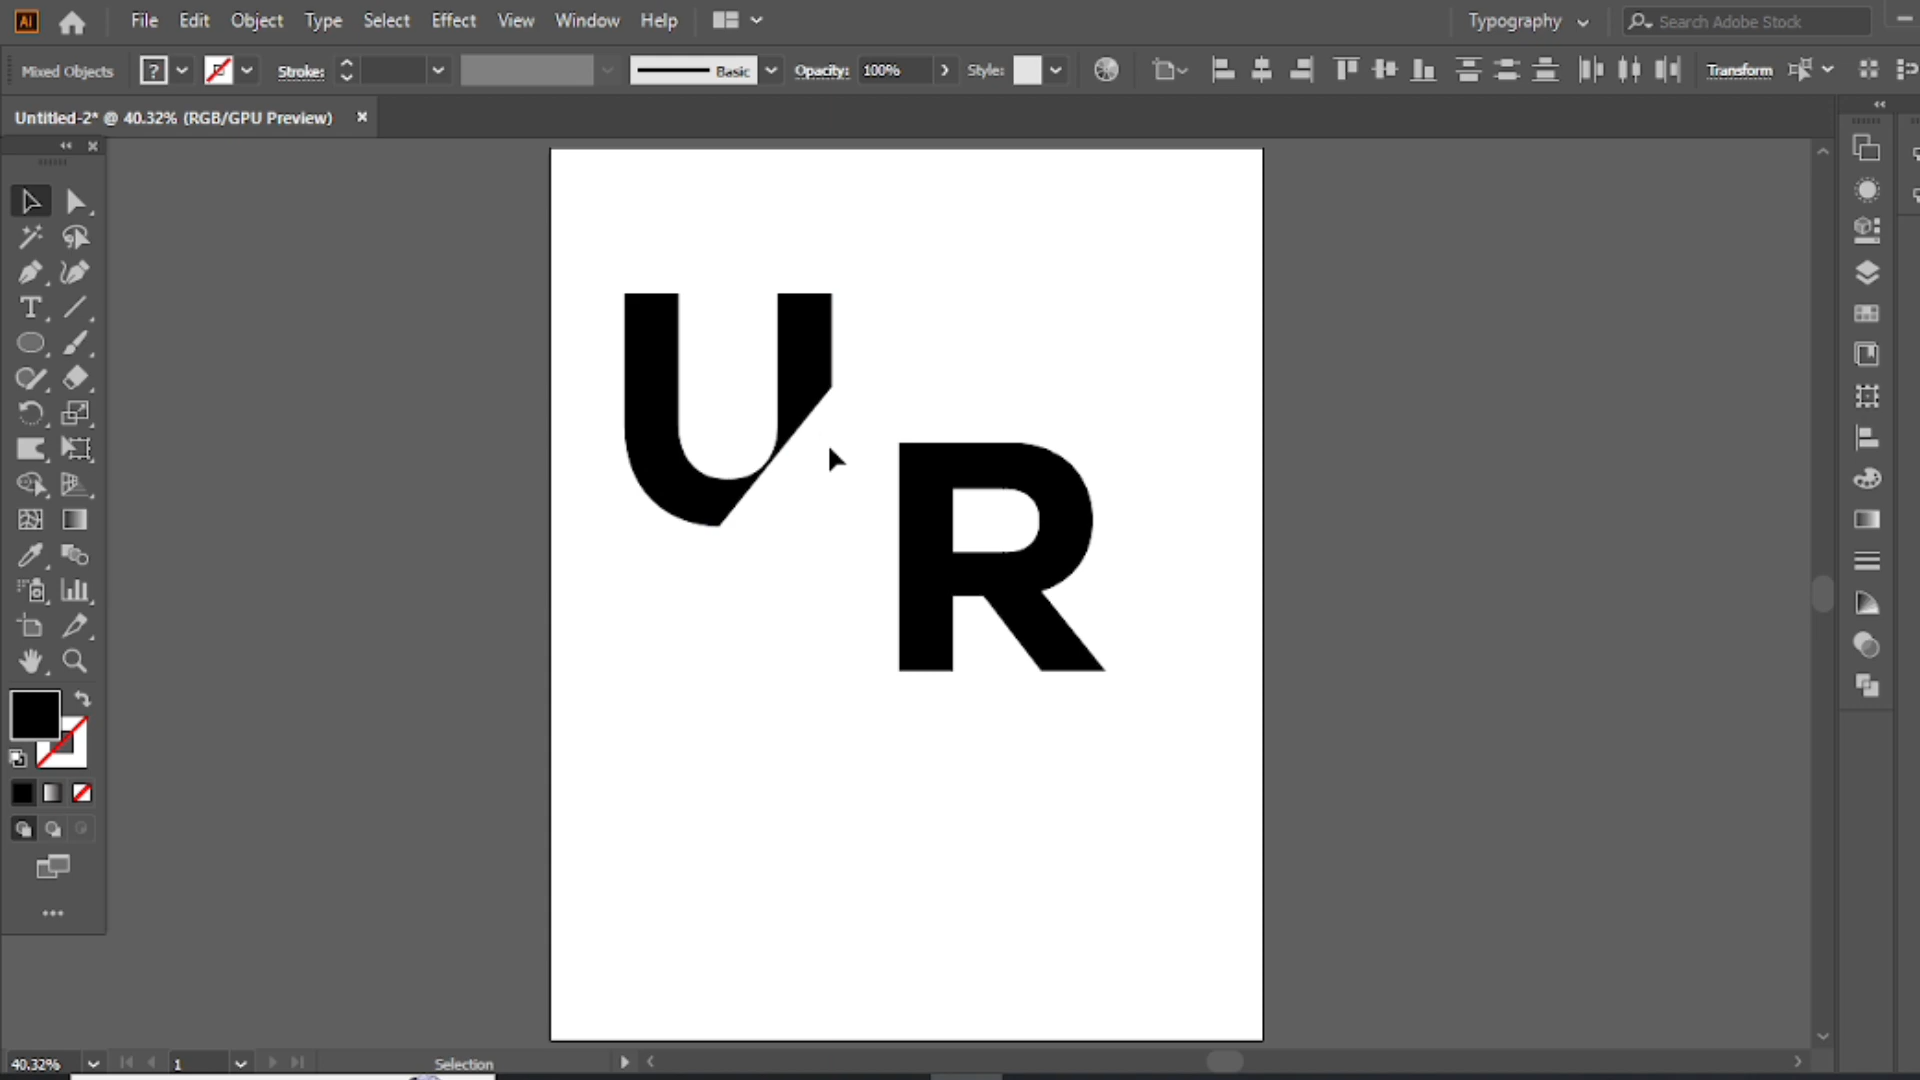 Ai File Edit Object Type Select Effect View Window Help Typography Search Adobe Stock
Mixed Objects ? Stroke: Basic Opacity: 100% Style: Transform
Untitled-2* @ 40.32% (RGB/GPU Preview) ×
T
U
R
40.32% 1 Selection